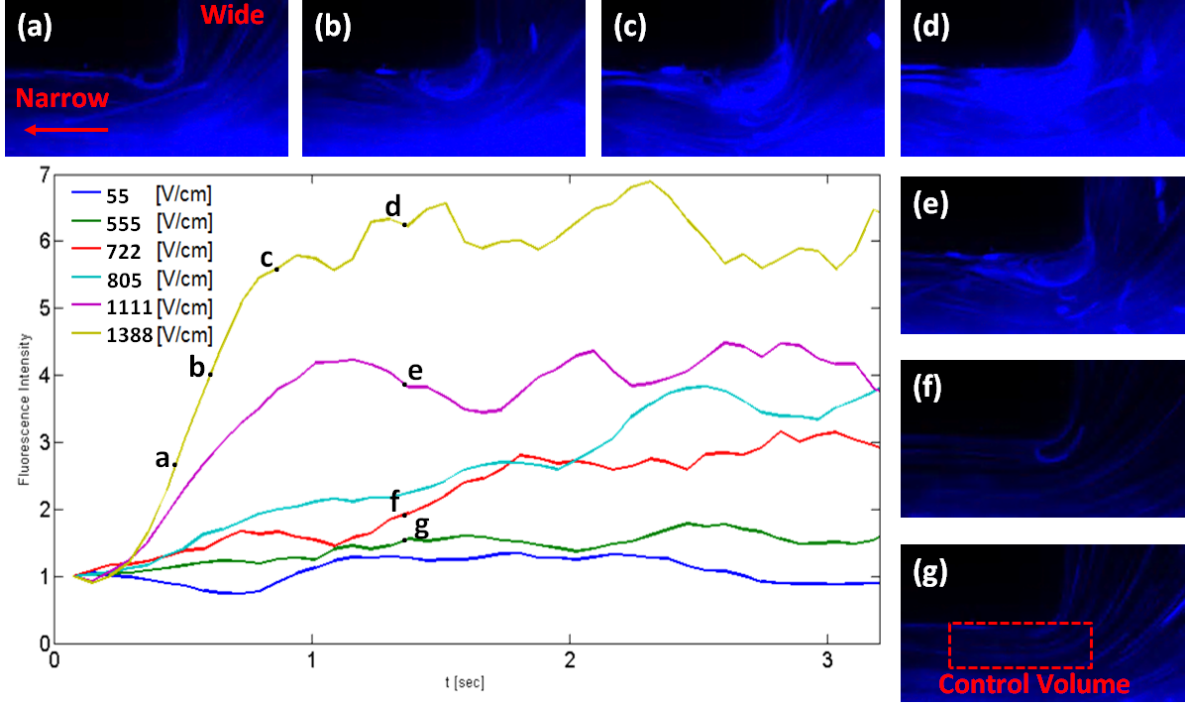 (a)
Wide
Narrow
(b)
(c)
(d)
7
6
5
4
3
2
1
0
Fluorescence Intensity
55 [V/cm]
555 [V/cm]
722 [V/cm]
805 [V/cm]
1111 [V/cm]
1388 [V/cm]
a
b
c
d
e
f
g
0
1
2
3
t [sec]
(e)
(f)
(g)
Control Volume